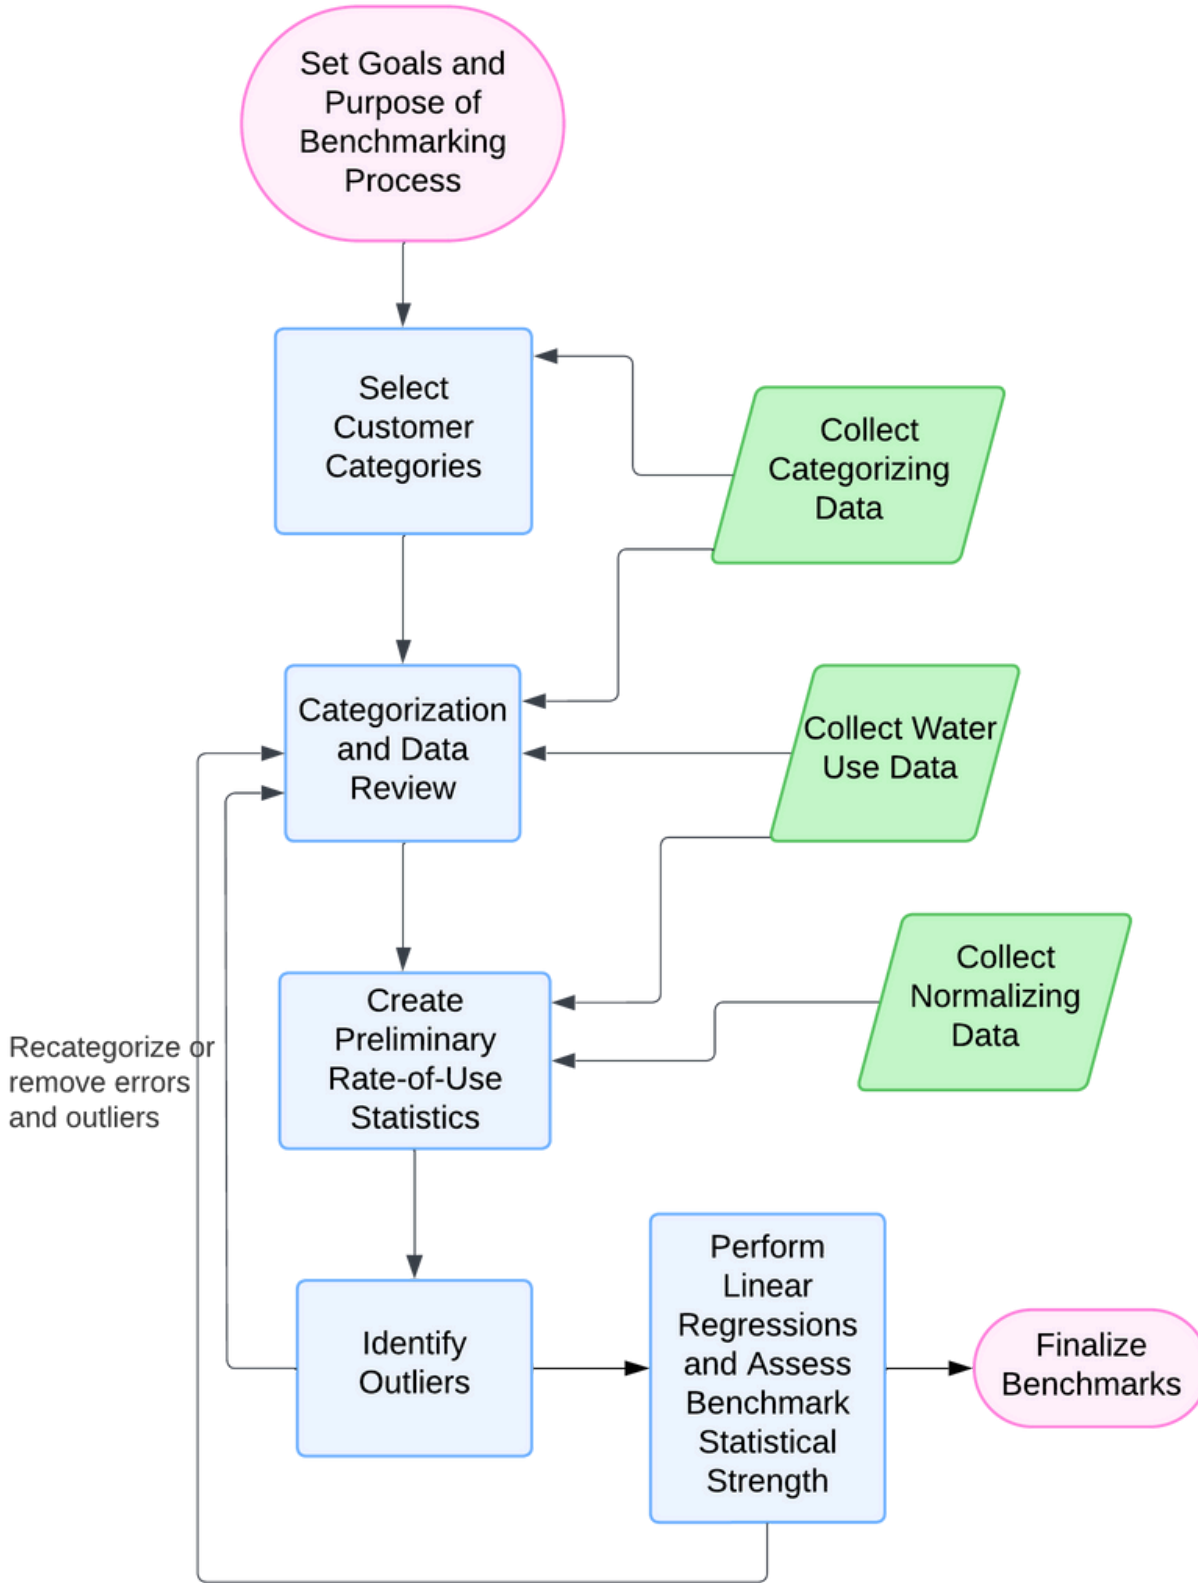 Set Goals and
Purpose of
Benchmarking
Process
Select
Customer
Categories
Collect
Categorizing
Data
Categorization
and Data
Review
Collect Water
Use Data
Create
Preliminary
Rate-of-Use
Statistics
Collect
Normalizing
Data
Recategorize or
remove errors
and outliers
Identify
Outliers
Perform
Linear
Regressions
and Assess
Benchmark
Statistical
Strength
Finalize
Benchmarks